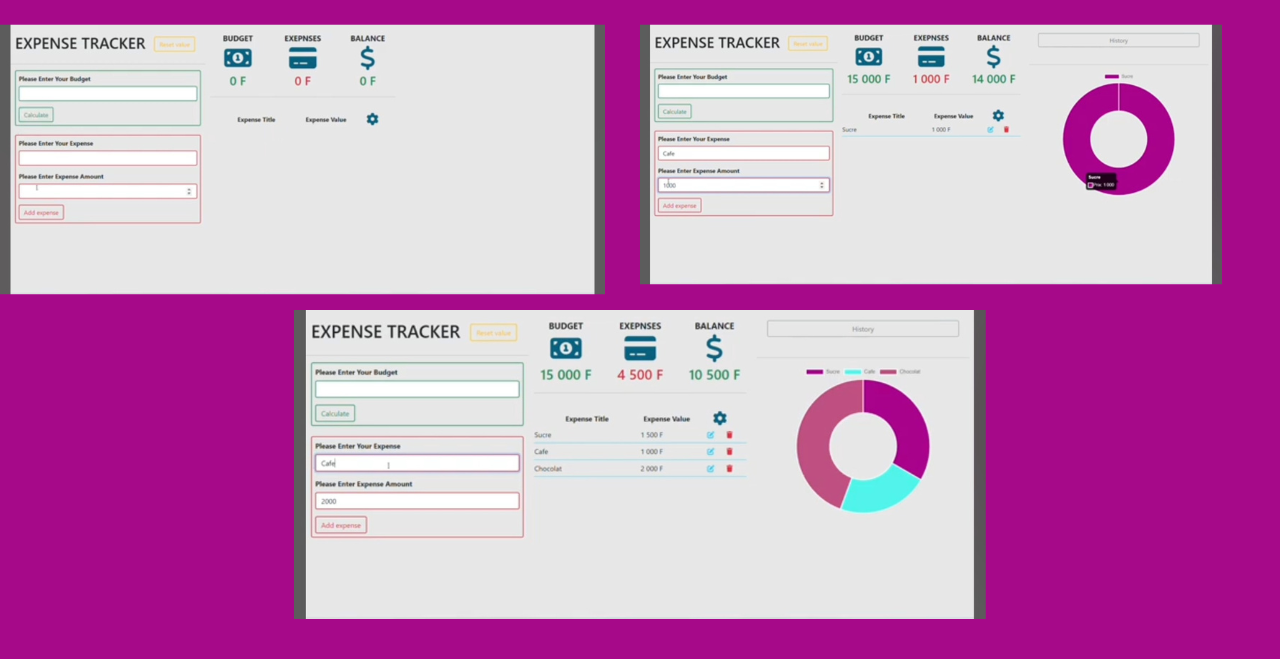 EXPENSE TRACKER
Reset value
BUDGET
EXEPNSES
BALANCE
0 F
0 F
0 F
Please Enter Your Budget
Calculate
Expense Title
Expense Value
Please Enter Your Expense
Please Enter Expense Amount
Add expense
EXPENSE TRACKER
Reset value
BUDGET
EXEPNSES
BALANCE
15 000 F
1 000 F
14 000 F
History
Please Enter Your Budget
Calculate
Expense Title
Expense Value
Sucre
1 000 F
Please Enter Your Expense
Cafe
Please Enter Expense Amount
1000
Add expense
Sucre
Sucre
Prix: 1 000
EXPENSE TRACKER
Reset value
BUDGET
EXEPNSES
BALANCE
15 000 F
4 500 F
10 500 F
History
Please Enter Your Budget
Calculate
Expense Title
Expense Value
Sucre
1 500 F
Cafe
1 000 F
Chocolat
2 000 F
Please Enter Your Expense
Cafe
Please Enter Expense Amount
2000
Add expense
Sucre
Cafe
Chocolat